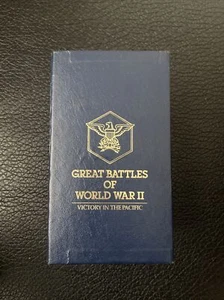 GREAT BATTLES
OF
WORLD WAR II
VICTORY IN THE PACIFIC